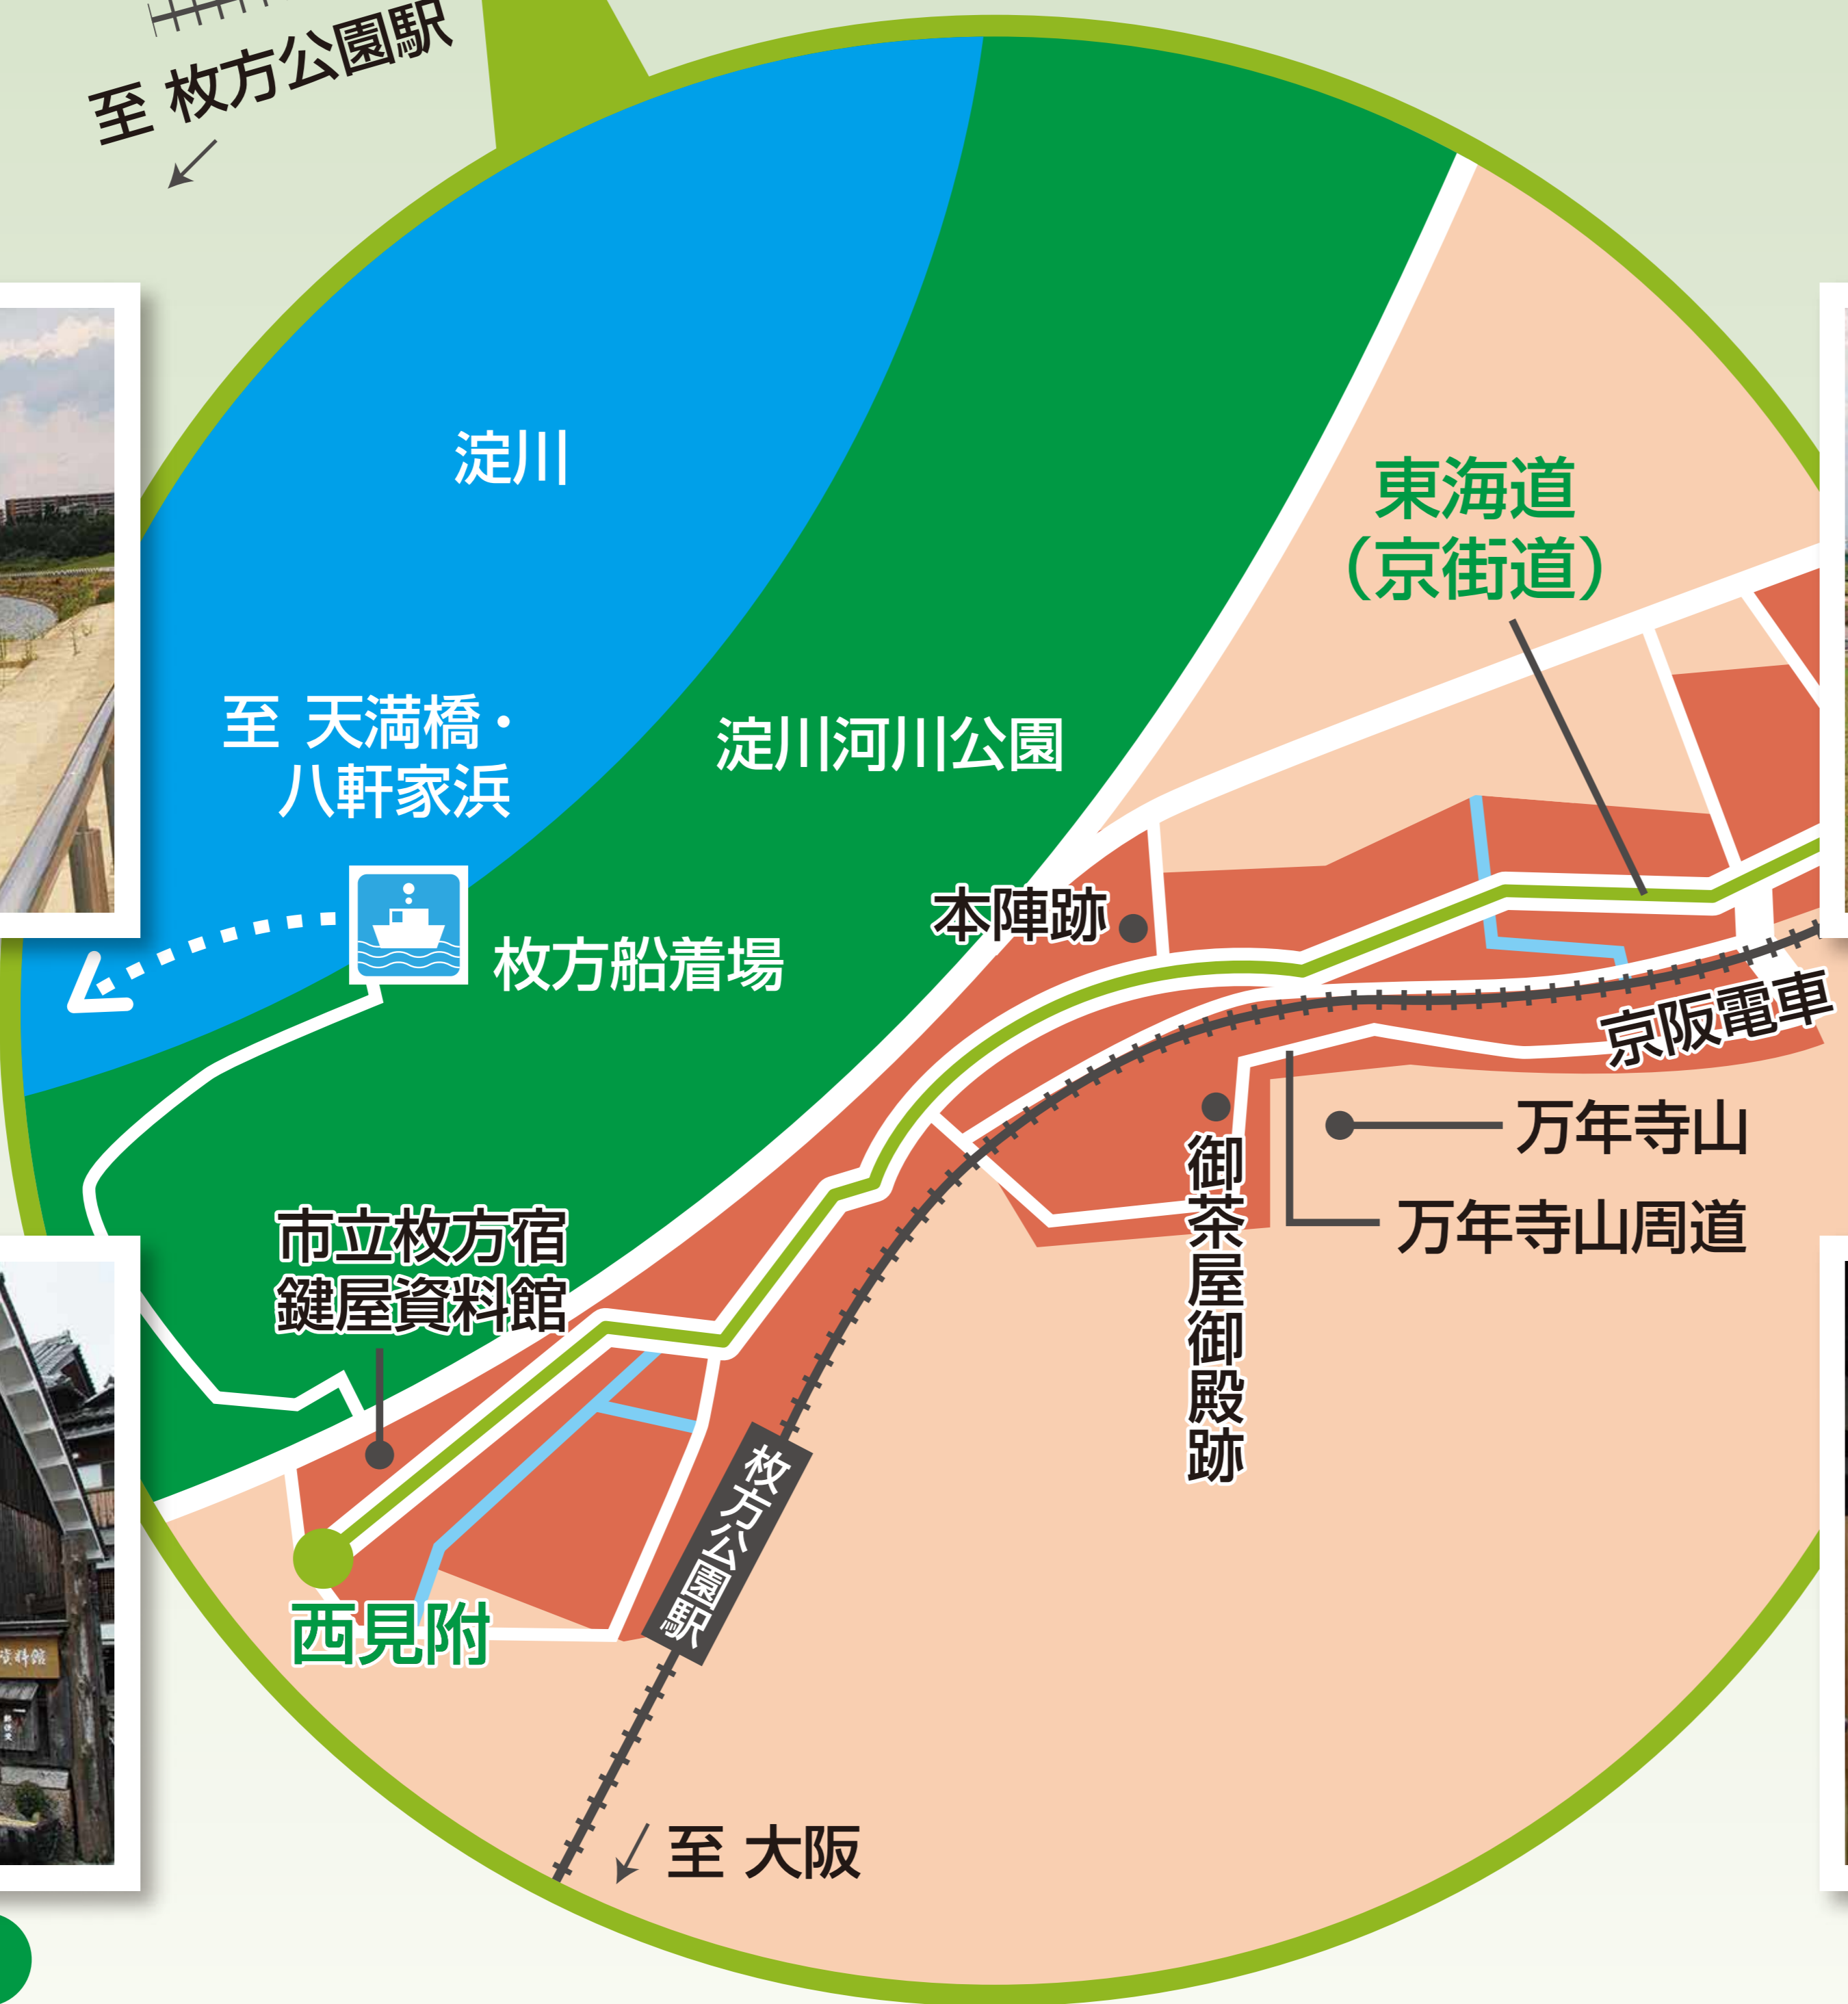 至 枚方公園駅
淀川
東海道
（京街道）
至 天満橋・
八軒家浜
淀川河川公園
本陣跡
枚方船着場
京阪電車
万年寺山
御茶屋御殿跡
万年寺山周道
市立枚方宿
鍵屋資料館
枚方公園駅
西見附
資料館
至 大阪